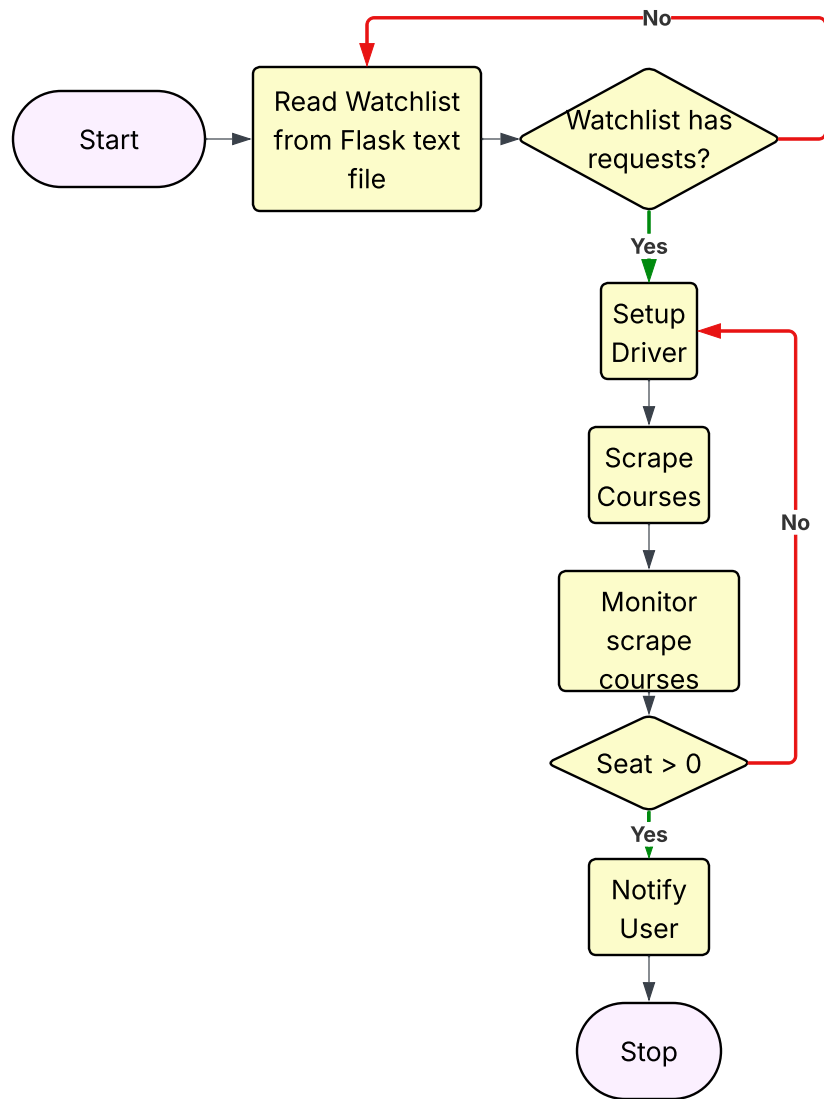 No
Start
Read Watchlist
from Flask text
file
Watchlist has
requests?
Yes
Setup
Driver
Scrape
Courses
No
Monitor
scrape
courses
Seat > 0
Yes
Notify
User
Stop